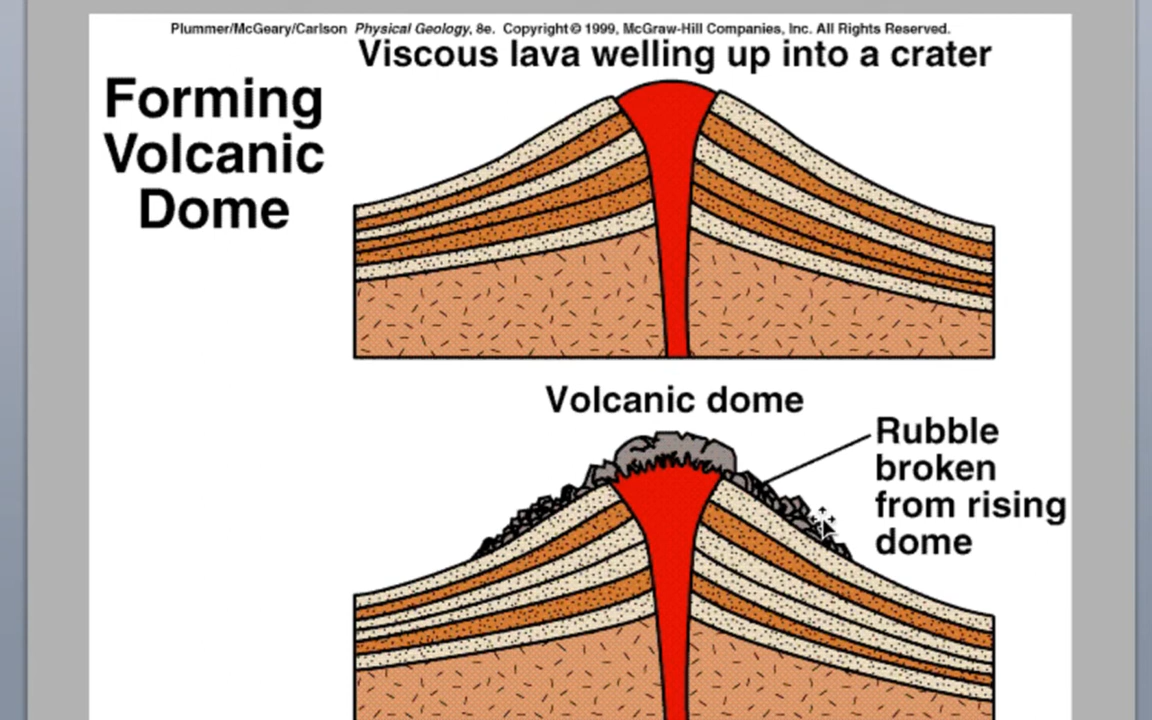 Plummer/McGeary/Carlson Physical Geology, 8e. Copyright © 1999, McGraw-Hill Companies, Inc. All Rights Reserved.
Viscous lava welling up into a crater
Forming
Volcanic
Dome
Volcanic dome
Rubble
broken
from rising
dome